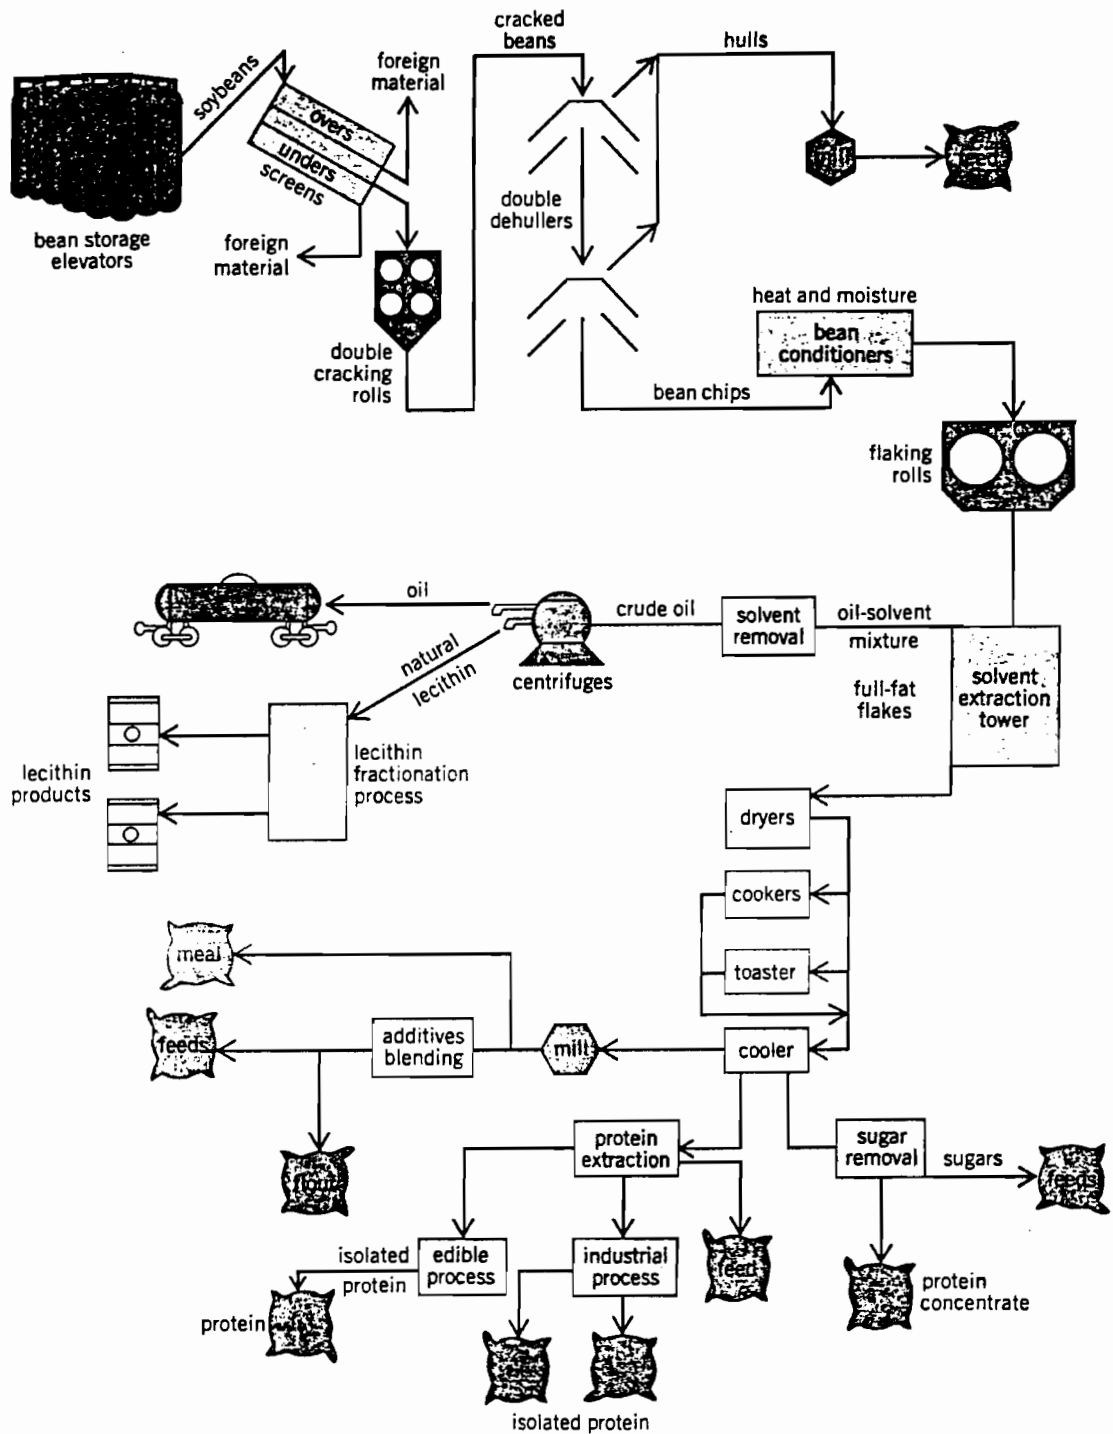 cracked
beans
hulls
foreign
material
soybeans
overs
unders
screens
mill
feed
double
dehullers
bean storage
elevators
foreign
material
heat and moisture
bean
conditioners
double
cracking
rolls
bean chips
flaking
rolls
oil
crude oil
solvent
removal
oil-solvent
mixture
natural
lecithin
centrifuges
full-fat
flakes
solvent
extraction
tower
lecithin
products
lecithin
fractionation
process
dryers
cookers
meal
toaster
feeds
additives
blending
mill
cooler
protein
extraction
sugar
removal
sugars
feeds
flour
isolated
protein
edible
process
industrial
process
feed
protein
concentrate
protein
isolated protein